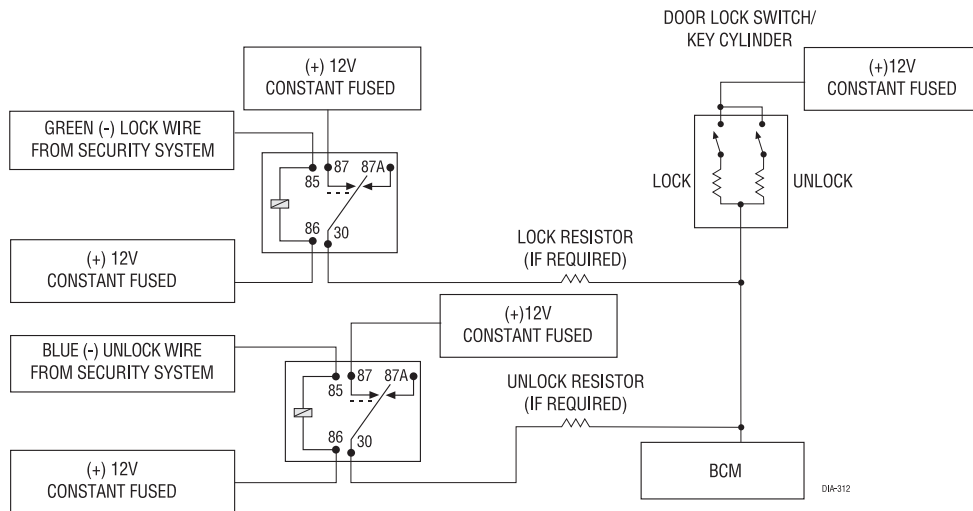 DOOR LOCK SWITCH/
KEY CYLINDER
(+)12V
CONSTANT FUSED
(+) 12V
CONSTANT FUSED
GREEN (-) LOCK WIRE
FROM SECURITY SYSTEM
87
87A
85
86
30
LOCK
UNLOCK
(+) 12V
CONSTANT FUSED
LOCK RESISTOR
(IF REQUIRED)
(+)12V
CONSTANT FUSED
BLUE (-) UNLOCK WIRE
FROM SECURITY SYSTEM
87
87A
85
86
30
UNLOCK RESISTOR
(IF REQUIRED)
(+) 12V
CONSTANT FUSED
BCM
DIA-312